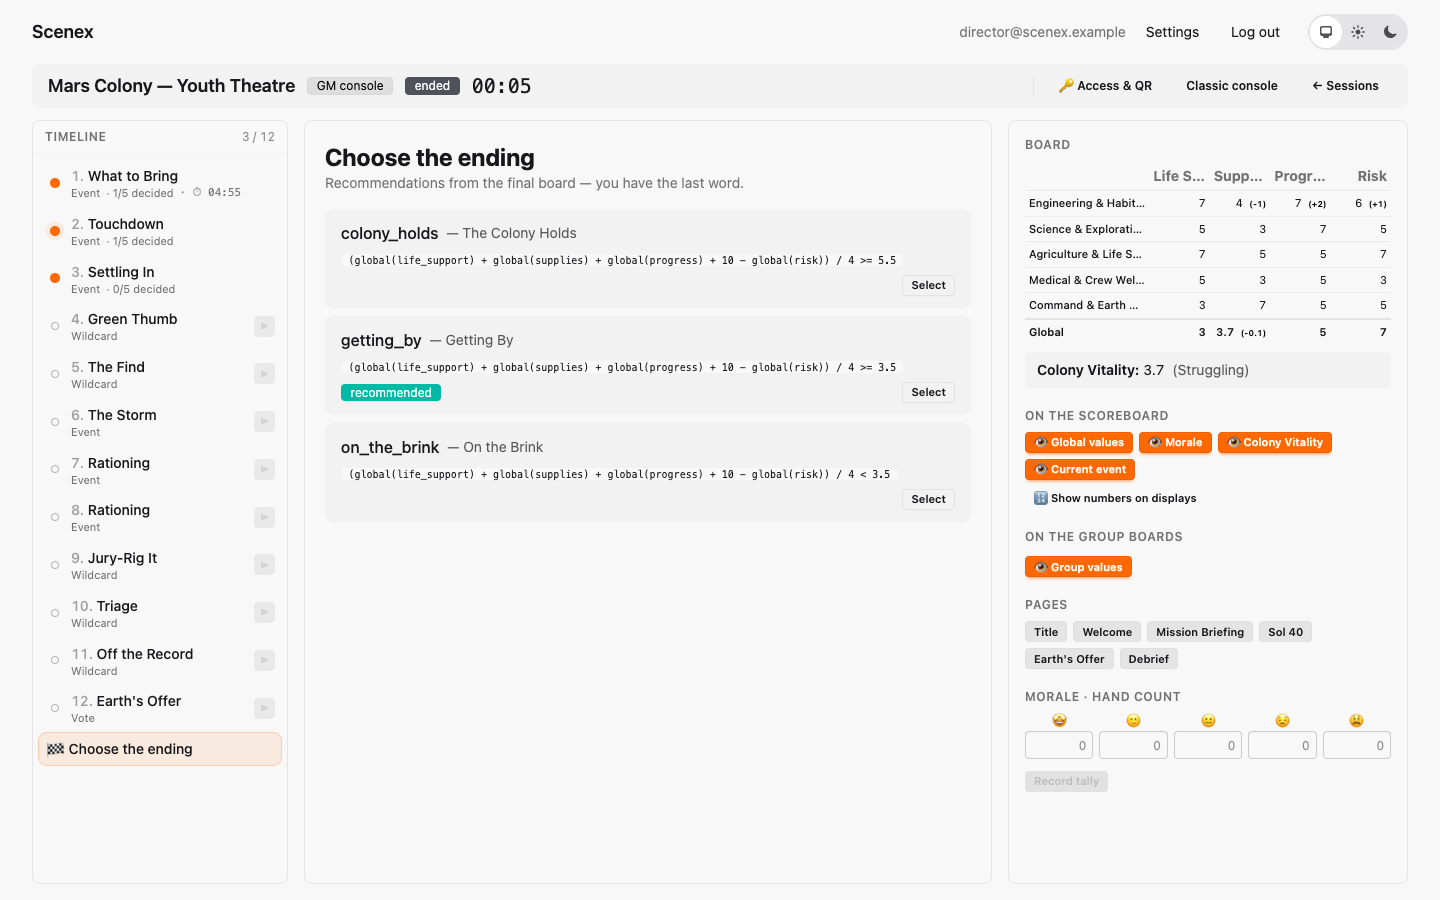 Scenex
director@scenex.example
Settings
Log out
Mars Colony — Youth Theatre
GM console
ended
00:05
🔑 Access & QR
Classic console
← Sessions
TIMELINE
3 / 12
1. What to Bring
Event · 1/5 decided · ⏱ 04:55
2. Touchdown
Event · 1/5 decided
3. Settling In
Event · 0/5 decided
4. Green Thumb
Wildcard
5. The Find
Wildcard
6. The Storm
Event
7. Rationing
Event
8. Rationing
Event
9. Jury-Rig It
Wildcard
10. Triage
Wildcard
11. Off the Record
Wildcard
12. Earth's Offer
Vote
🏁 Choose the ending
Choose the ending
Recommendations from the final board — you have the last word.
colony_holds — The Colony Holds
(global(life_support) + global(supplies) + global(progress) + 10 − global(risk)) / 4 >= 5.5
Select
getting_by — Getting By
(global(life_support) + global(supplies) + global(progress) + 10 − global(risk)) / 4 >= 3.5
recommended
Select
on_the_brink — On the Brink
(global(life_support) + global(supplies) + global(progress) + 10 − global(risk)) / 4 < 3.5
Select
BOARD
Life S... Supp... Progr... Risk
Engineering & Habit... 7 4 (-1) 7 (+2) 6 (+1)
Science & Explorati... 5 3 7 5
Agriculture & Life S... 7 5 5 7
Medical & Crew Wel... 5 3 5 3
Command & Earth ... 3 7 5 5
Global 3 3.7 (-0.1) 5 7
Colony Vitality: 3.7 (Struggling)
ON THE SCOREBOARD
👁 Global values
👁 Morale
👁 Colony Vitality
👁 Current event
🔢 Show numbers on displays
ON THE GROUP BOARDS
👁 Group values
PAGES
Title
Welcome
Mission Briefing
Sol 40
Earth's Offer
Debrief
MORALE · HAND COUNT
🤩 🙂 😐 😟 😩
0 0 0 0 0
Record tally